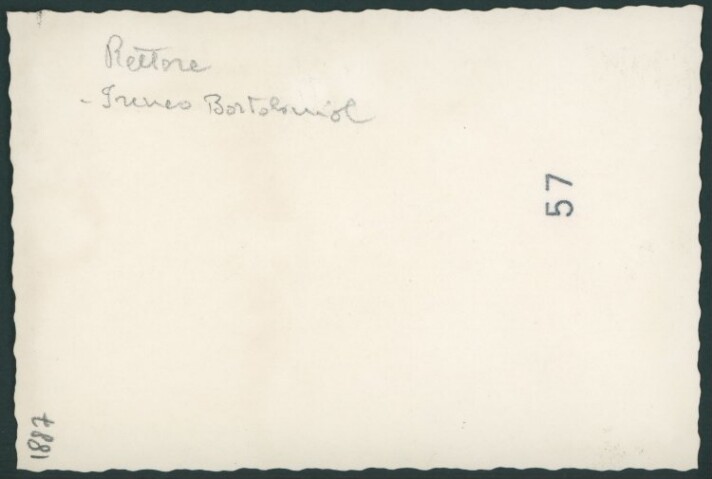 Rettore
- Ireneo Bortolomiol
57
1887